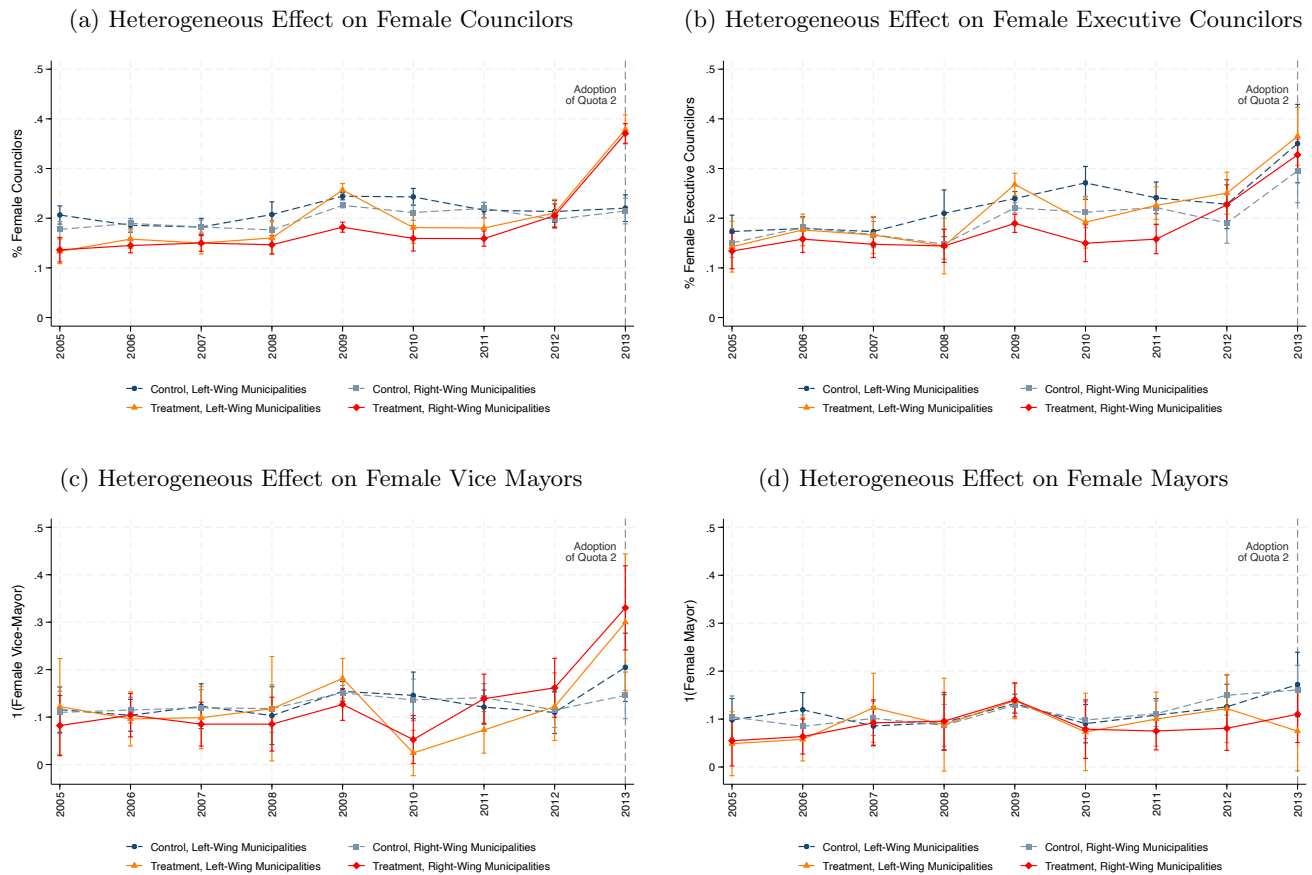 (a) Heterogeneous Effect on Female Councilors
% Female Councilors
.5
.4
.3
.2
.1
0
Adoption
of Quota 2
2005
2006
2007
2008
2009
2010
2011
2012
2013
Control, Left-Wing Municipalities
Control, Right-Wing Municipalities
Treatment, Left-Wing Municipalities
Treatment, Right-Wing Municipalities
(b) Heterogeneous Effect on Female Executive Councilors
% Female Executive Councilors
.5
.4
.3
.2
.1
0
Adoption
of Quota 2
2005
2006
2007
2008
2009
2010
2011
2012
2013
Control, Left-Wing Municipalities
Control, Right-Wing Municipalities
Treatment, Left-Wing Municipalities
Treatment, Right-Wing Municipalities
(c) Heterogeneous Effect on Female Vice Mayors
1(Female Vice-Mayor)
.5
.4
.3
.2
.1
0
Adoption
of Quota 2
2005
2006
2007
2008
2009
2010
2011
2012
2013
Control, Left-Wing Municipalities
Control, Right-Wing Municipalities
Treatment, Left-Wing Municipalities
Treatment, Right-Wing Municipalities
(d) Heterogeneous Effect on Female Mayors
1(Female Mayor)
.5
.4
.3
.2
.1
0
Adoption
of Quota 2
2005
2006
2007
2008
2009
2010
2011
2012
2013
Control, Left-Wing Municipalities
Control, Right-Wing Municipalities
Treatment, Left-Wing Municipalities
Treatment, Right-Wing Municipalities